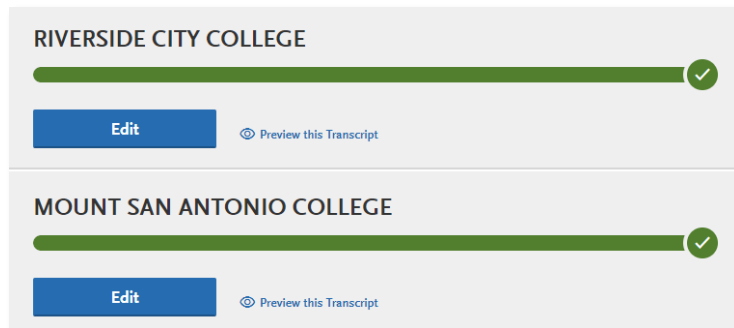 RIVERSIDE CITY COLLEGE
Edit
Preview this Transcript
MOUNT SAN ANTONIO COLLEGE
Edit
Preview this Transcript